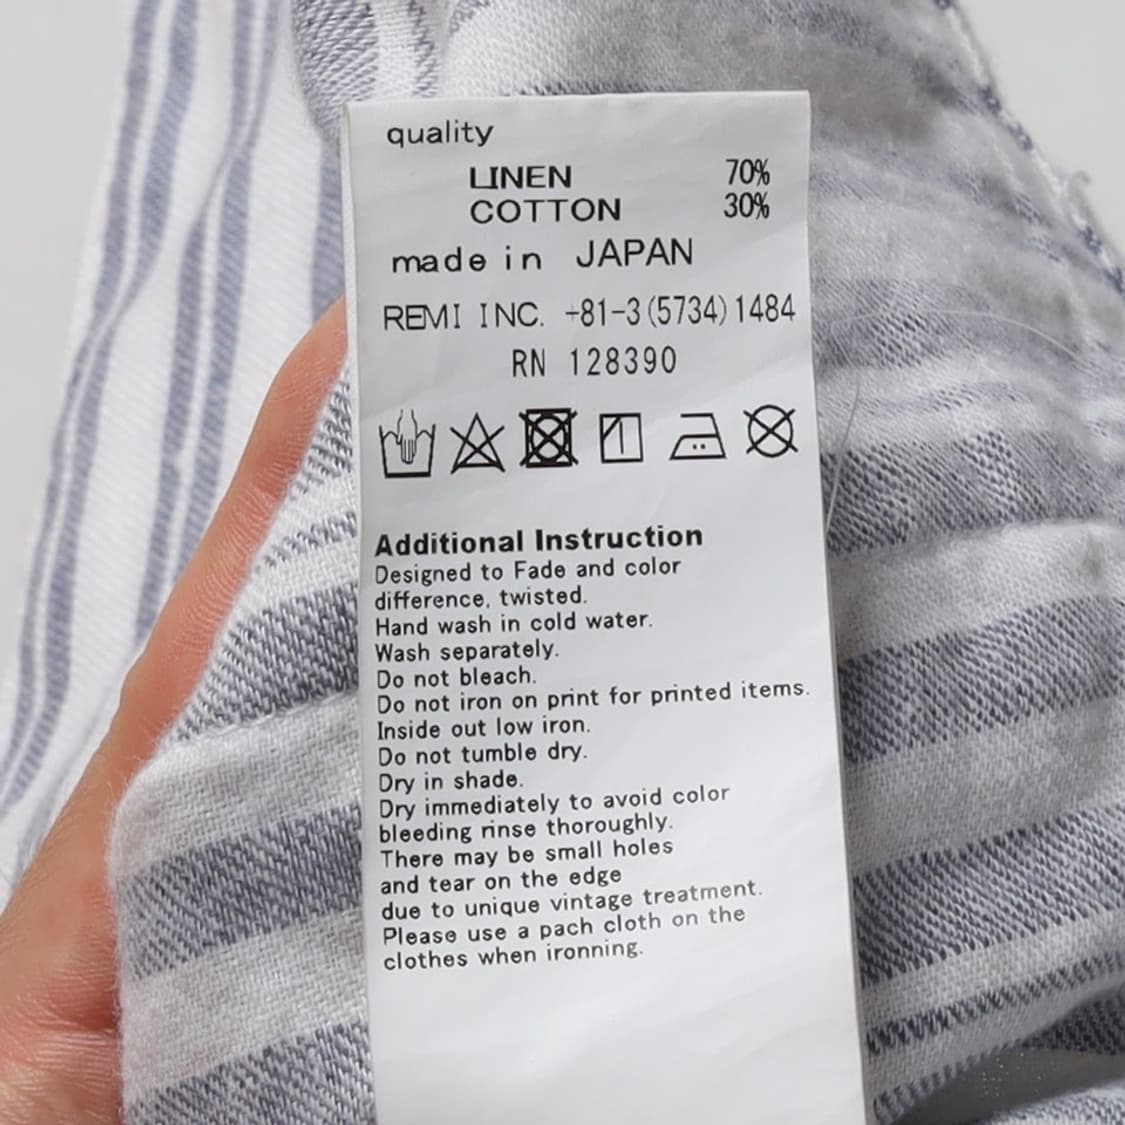 quality
LINEN 70%
COTTON 30%
made in JAPAN
REMI INC. +81-3(5734)1484
RN 128390
Additional Instruction
Designed to Fade and color
difference, twisted.
Hand wash in cold water.
Wash separately.
Do not bleach.
Do not iron on print for printed items.
Inside out low iron.
Do not tumble dry.
Dry in shade.
Dry immediately to avoid color
bleeding rinse thoroughly.
There may be small holes
and tear on the edge
due to unique vintage treatment.
Please use a pach cloth on the
clothes when ironning.